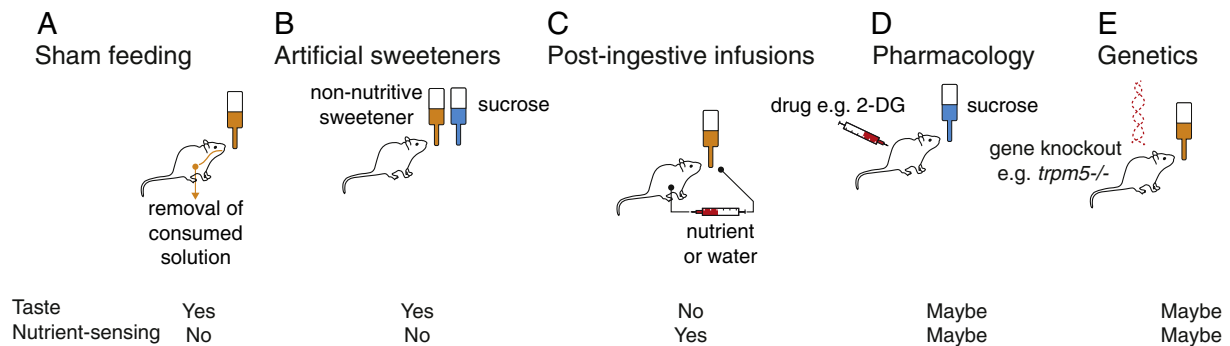 A
Sham feeding
removal of
consumed
solution
B
Artificial sweeteners
non-nutritive
sweetener
sucrose
C
Post-ingestive infusions
nutrient
or water
D
Pharmacology
drug e.g. 2-DG
sucrose
E
Genetics
gene knockout
e.g. trpm5-/-
Taste Yes Yes No Maybe Maybe
Nutrient-sensing No No Yes Maybe Maybe